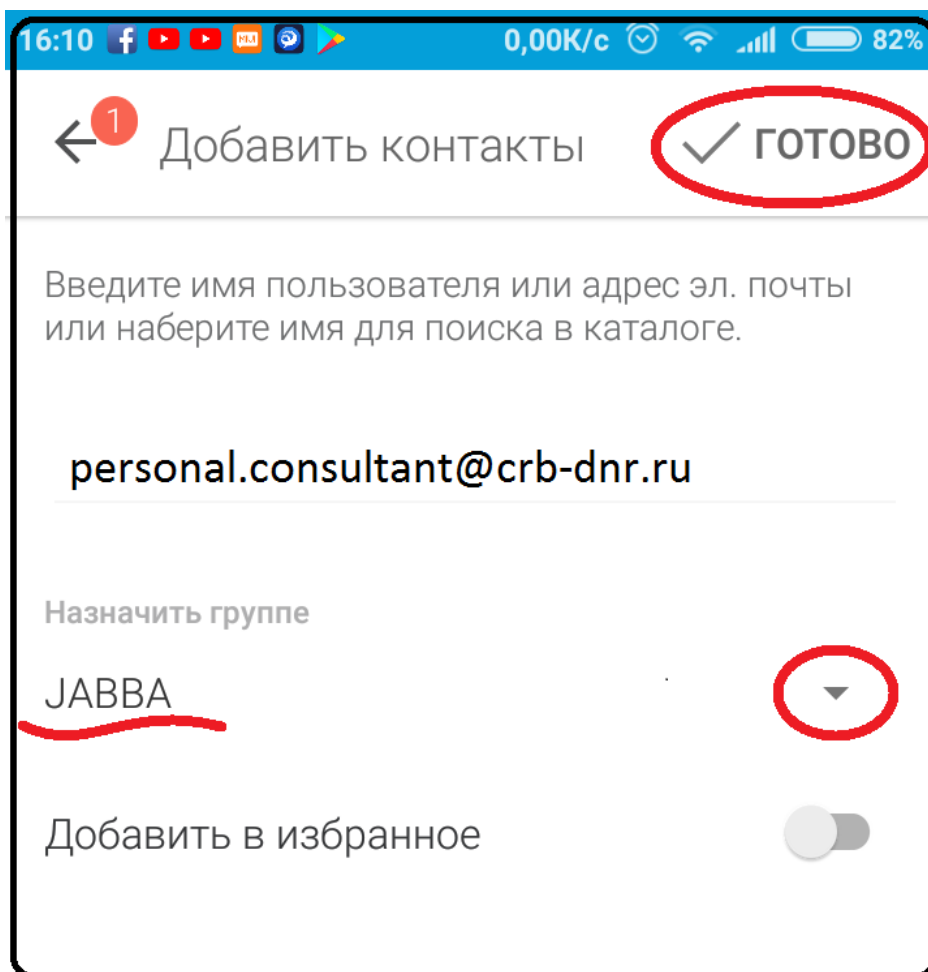 16:10 0,00K/c 82%
1
Добавить контакты ГОТОВО
Введите имя пользователя или адрес эл. почты
или наберите имя для поиска в каталоге.
personal.consultant@crb-dnr.ru
Назначить группе
JABBA
Добавить в избранное